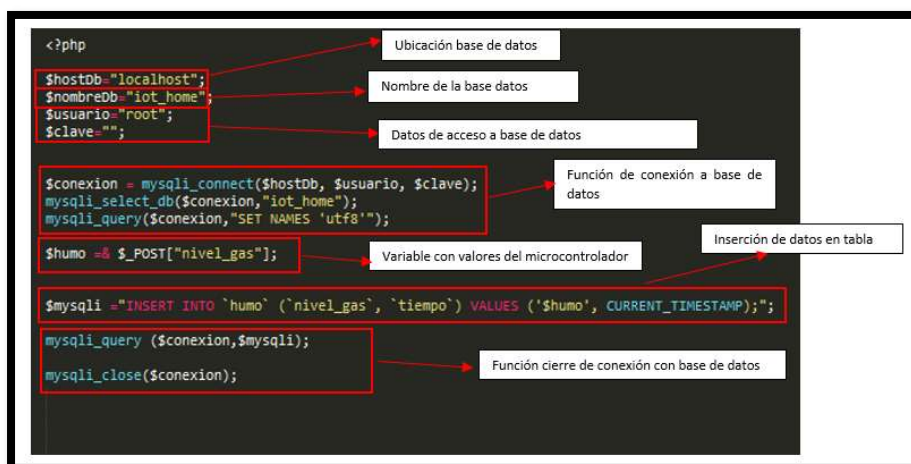 <?php
Ubicación base de datos
$hostDb="localhost";
$nombreDb="iot_home";
Nombre de la base datos
$usuario="root";
$clave="";
Datos de acceso a base de datos
$conexion = mysqli_connect($hostDb, $usuario, $clave);
mysqli_select_db($conexion,"iot_home");
mysqli_query($conexion,"SET NAMES 'utf8'");
Función de conexión a base de
datos
$humo =& $_POST["nivel_gas"];
Variable con valores del microcontrolador
Inserción de datos en tabla
$mysqli ="INSERT INTO `humo` (`nivel_gas`, `tiempo`) VALUES ('$humo', CURRENT_TIMESTAMP);";
mysqli_query ($conexion,$mysqli);
mysqli_close($conexion);
Función cierre de conexión con base de datos